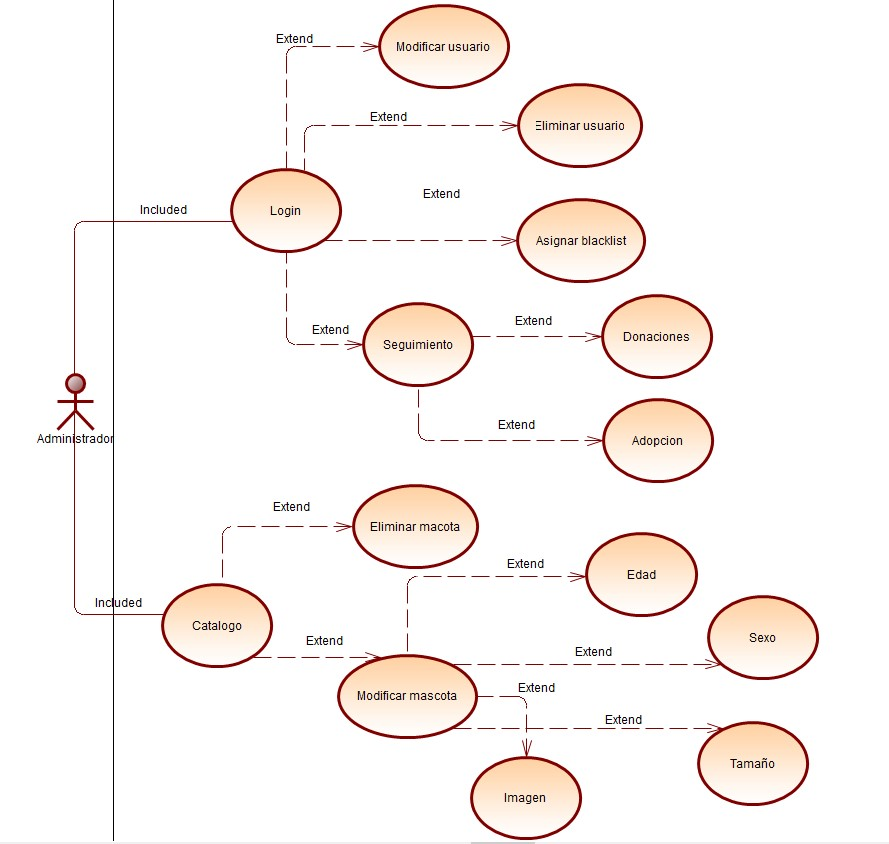 Extend
Modificar usuario
Extend
Eliminar usuario
Extend
Included
Login
Asignar blacklist
Extend
Seguimiento
Extend
Donaciones
Extend
Adopcion
Administrador
Extend
Eliminar macota
Extend
Edad
Included
Catalogo
Extend
Modificar mascota
Extend
Sexo
Extend
Imagen
Extend
Tamaño